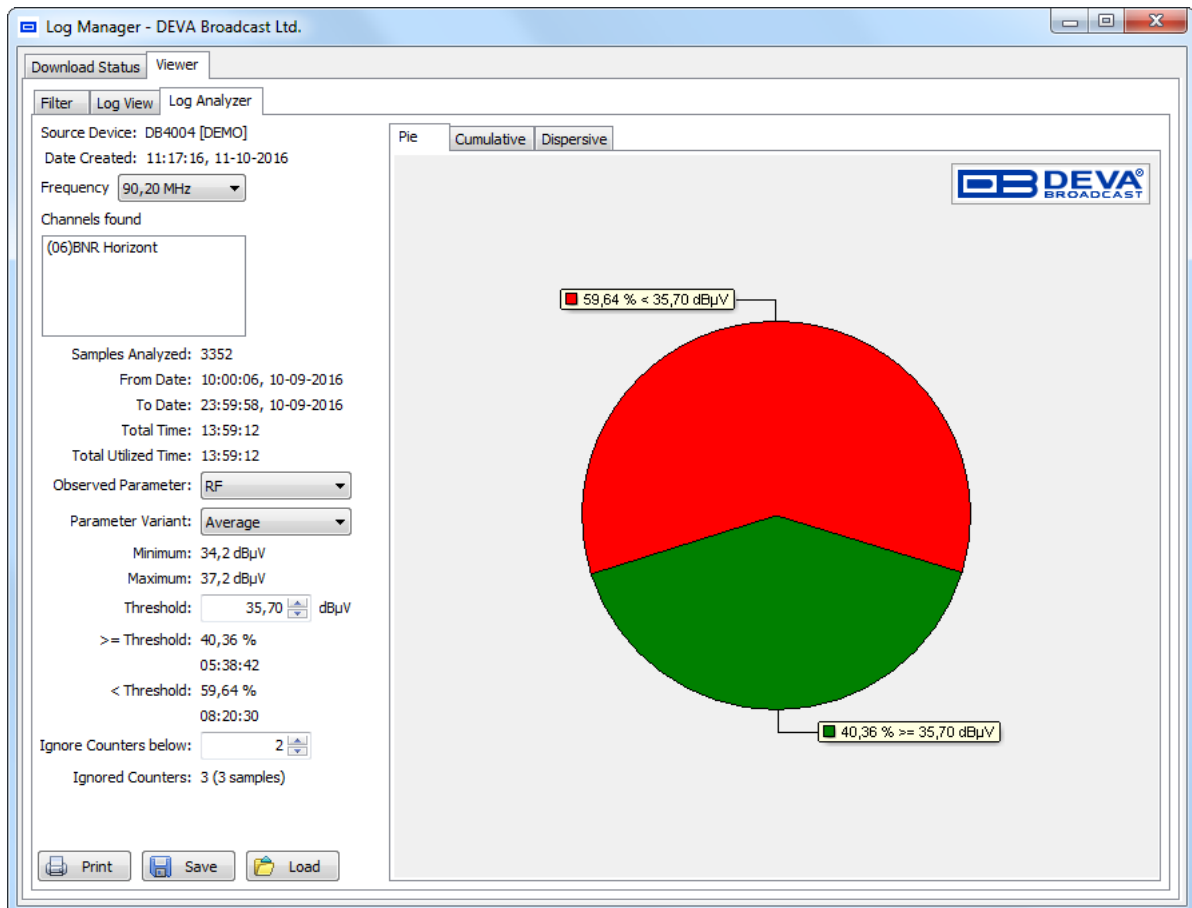 Log Manager - DEVA Broadcast Ltd.
Download Status
Viewer
Filter
Log View
Log Analyzer
Source Device: DB4004 [DEMO]
Date Created: 11:17:16, 11-10-2016
Frequency 90,20 MHz
Channels found
(06)BNR Horizont
Samples Analyzed: 3352
From Date: 10:00:06, 10-09-2016
To Date: 23:59:58, 10-09-2016
Total Time: 13:59:12
Total Utilized Time: 13:59:12
Observed Parameter: RF
Parameter Variant: Average
Minimum: 34,2 dBµV
Maximum: 37,2 dBµV
Threshold: 35,70 dBµV
>= Threshold: 40,36 %
05:38:42
< Threshold: 59,64 %
08:20:30
Ignore Counters below: 2
Ignored Counters: 3 (3 samples)
Print
Save
Load
Pie
Cumulative
Dispersive
DB DEVA®
BROADCAST
59,64 % < 35,70 dBµV
40,36 % >= 35,70 dBµV